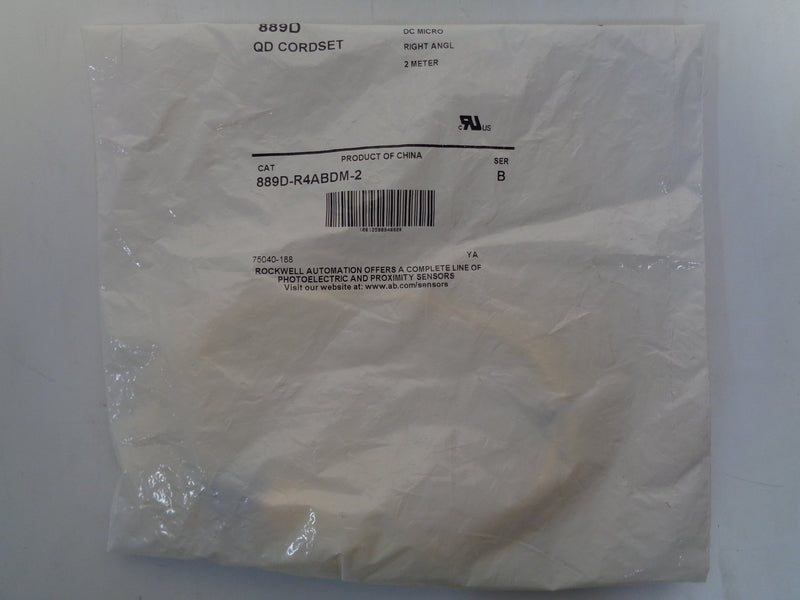 889D
QD CORDSET
DC MICRO
RIGHT ANGL
2 METER
c RU US
PRODUCT OF CHINA
CAT
889D-R4ABDM-2
SER
B
75040-188
YA
ROCKWELL AUTOMATION OFFERS A COMPLETE LINE OF
PHOTOELECTRIC AND PROXIMITY SENSORS
Visit our website at: www.ab.com/sensors